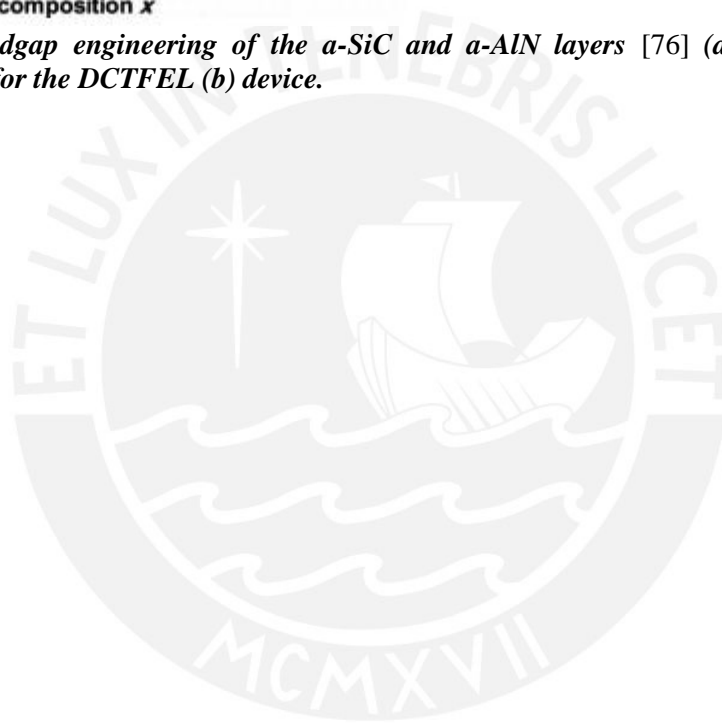 composition x
dgap engineering of the a-SiC and a-AlN layers [76] (a
for the DCTFEL (b) device.
ET LUX IN TENEBRIS LUCET
MCMXVII